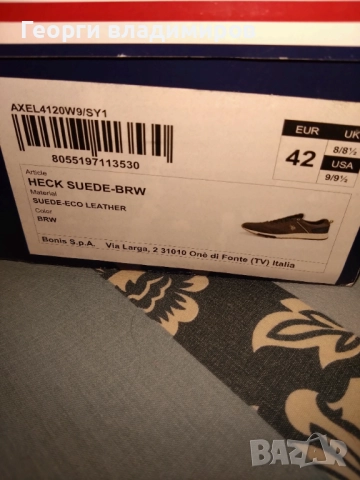 Георги владимидов
AXEL4120W9/SY1
8055197113530
EUR
UK
42
8/8½
USA
9/9½
Article
HECK SUEDE-BRW
Material
SUEDE-ECO LEATHER
Color
BRW
Bonis S.p.A. Via Larga, 2 31010 Onè di Fonte (TV) Italia
BAZAR